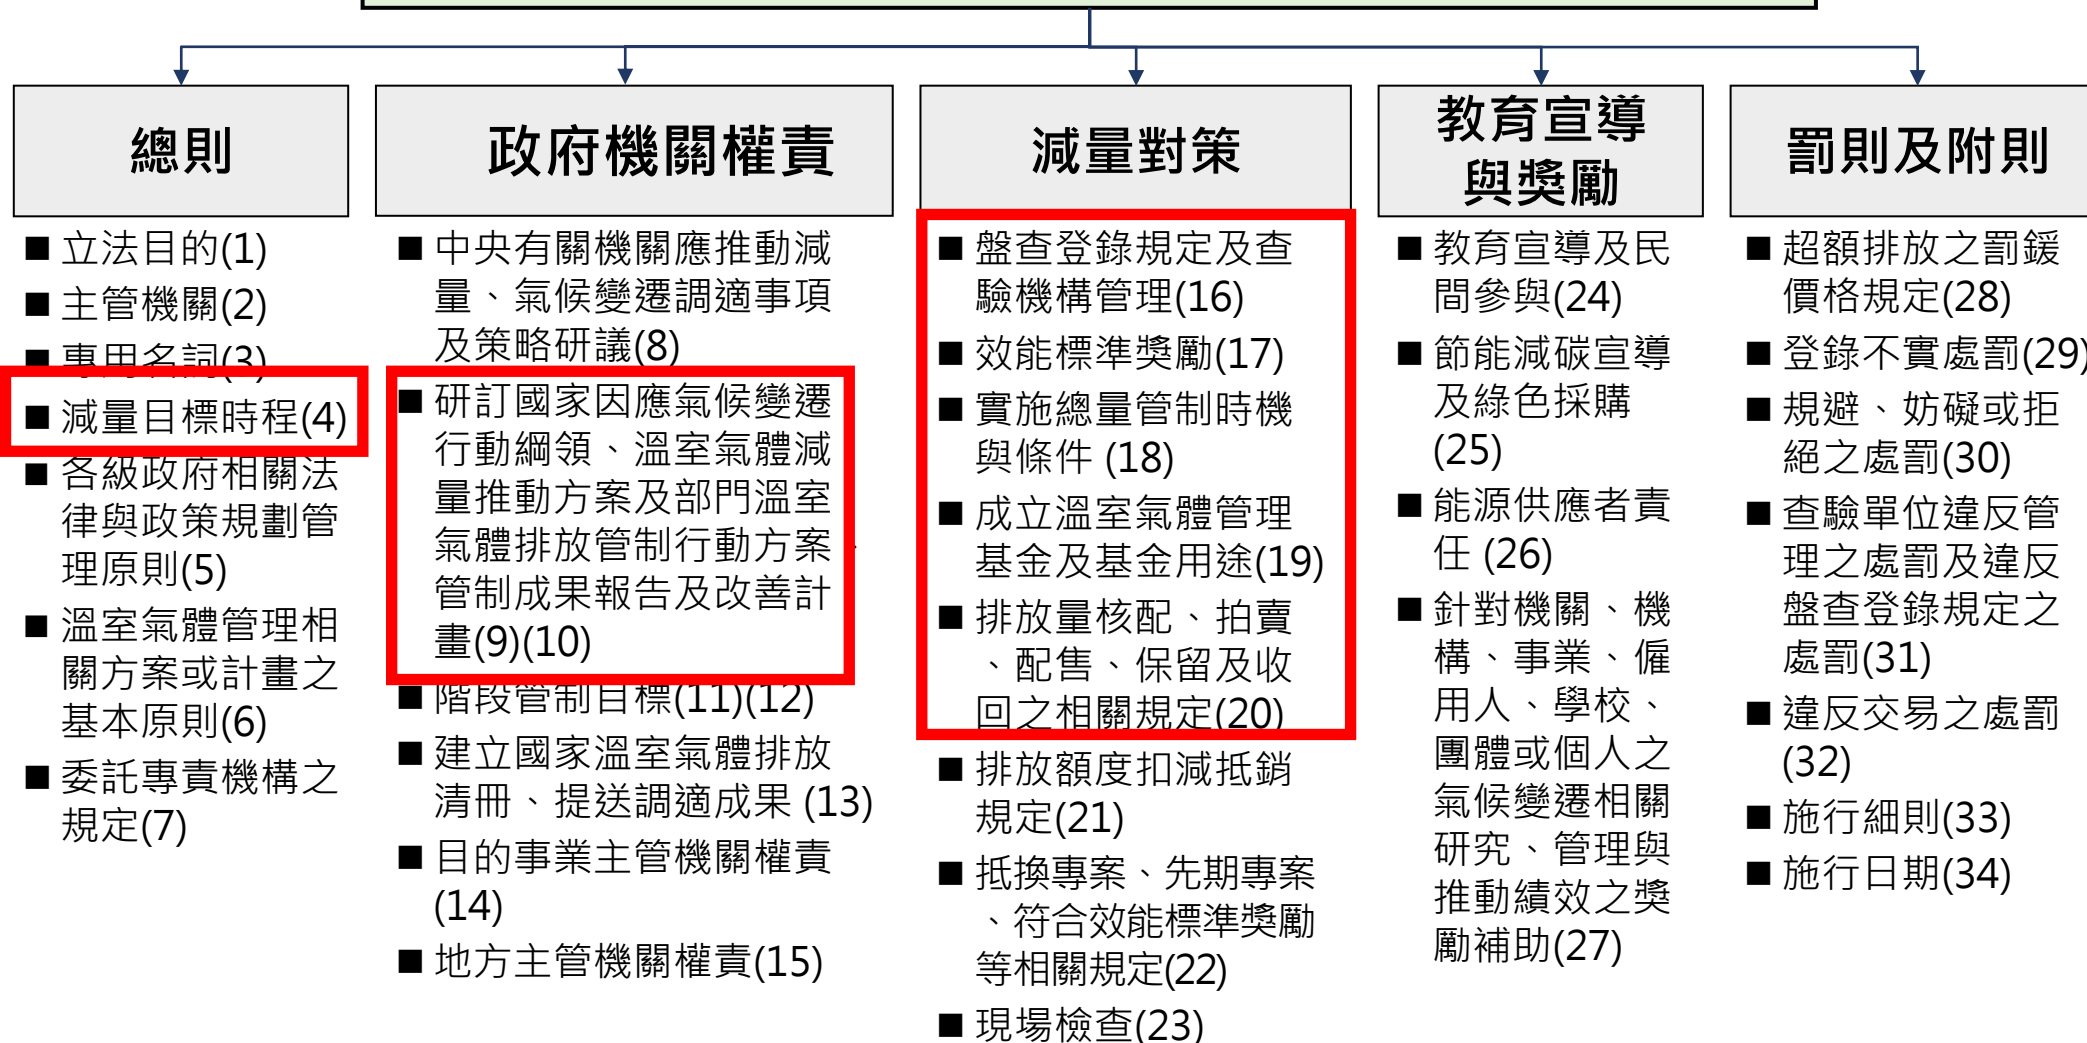 總則
■ 立法目的(1)
■ 主管機關(2)
■ 專用名詞(3)
■ 減量目標時程(4)
■ 各級政府相關法
律與政策規劃管
理原則(5)
■ 溫室氣體管理相
關方案或計畫之
基本原則(6)
■ 委託專責機構之
規定(7)
政府機關權責
■ 中央有關機關應推動減
量、氣候變遷調適事項
及策略研議(8)
■ 研訂國家因應氣候變遷
行動綱領、溫室氣體減
量推動方案及部門溫室
氣體排放管制行動方案
管制成果報告及改善計
畫(9)(10)
■ 階段管制目標(11)(12)
■ 建立國家溫室氣體排放
清冊、提送調適成果 (13)
■ 目的事業主管機關權責
(14)
■ 地方主管機關權責(15)
減量對策
■ 盤查登錄規定及查
驗機構管理(16)
■ 效能標準獎勵(17)
■ 實施總量管制時機
與條件 (18)
■ 成立溫室氣體管理
基金及基金用途(19)
■ 排放量核配、拍賣
、配售、保留及收
回之相關規定(20)
■ 排放額度扣減抵銷
規定(21)
■ 抵換專案、先期專案
、符合效能標準獎勵
等相關規定(22)
■ 現場檢查(23)
教育宣導
與獎勵
■ 教育宣導及民
間參與(24)
■ 節能減碳宣導
及綠色採購
(25)
■ 能源供應者責
任 (26)
■ 針對機關、機
構、事業、僱
用人、學校、
團體或個人之
氣候變遷相關
研究、管理與
推動績效之獎
勵補助(27)
罰則及附則
■ 超額排放之罰鍰
價格規定(28)
■ 登錄不實處罰(29)
■ 規避、妨礙或拒
絕之處罰(30)
■ 查驗單位違反管
理之處罰及違反
盤查登錄規定之
處罰(31)
■ 違反交易之處罰
(32)
■ 施行細則(33)
■ 施行日期(34)